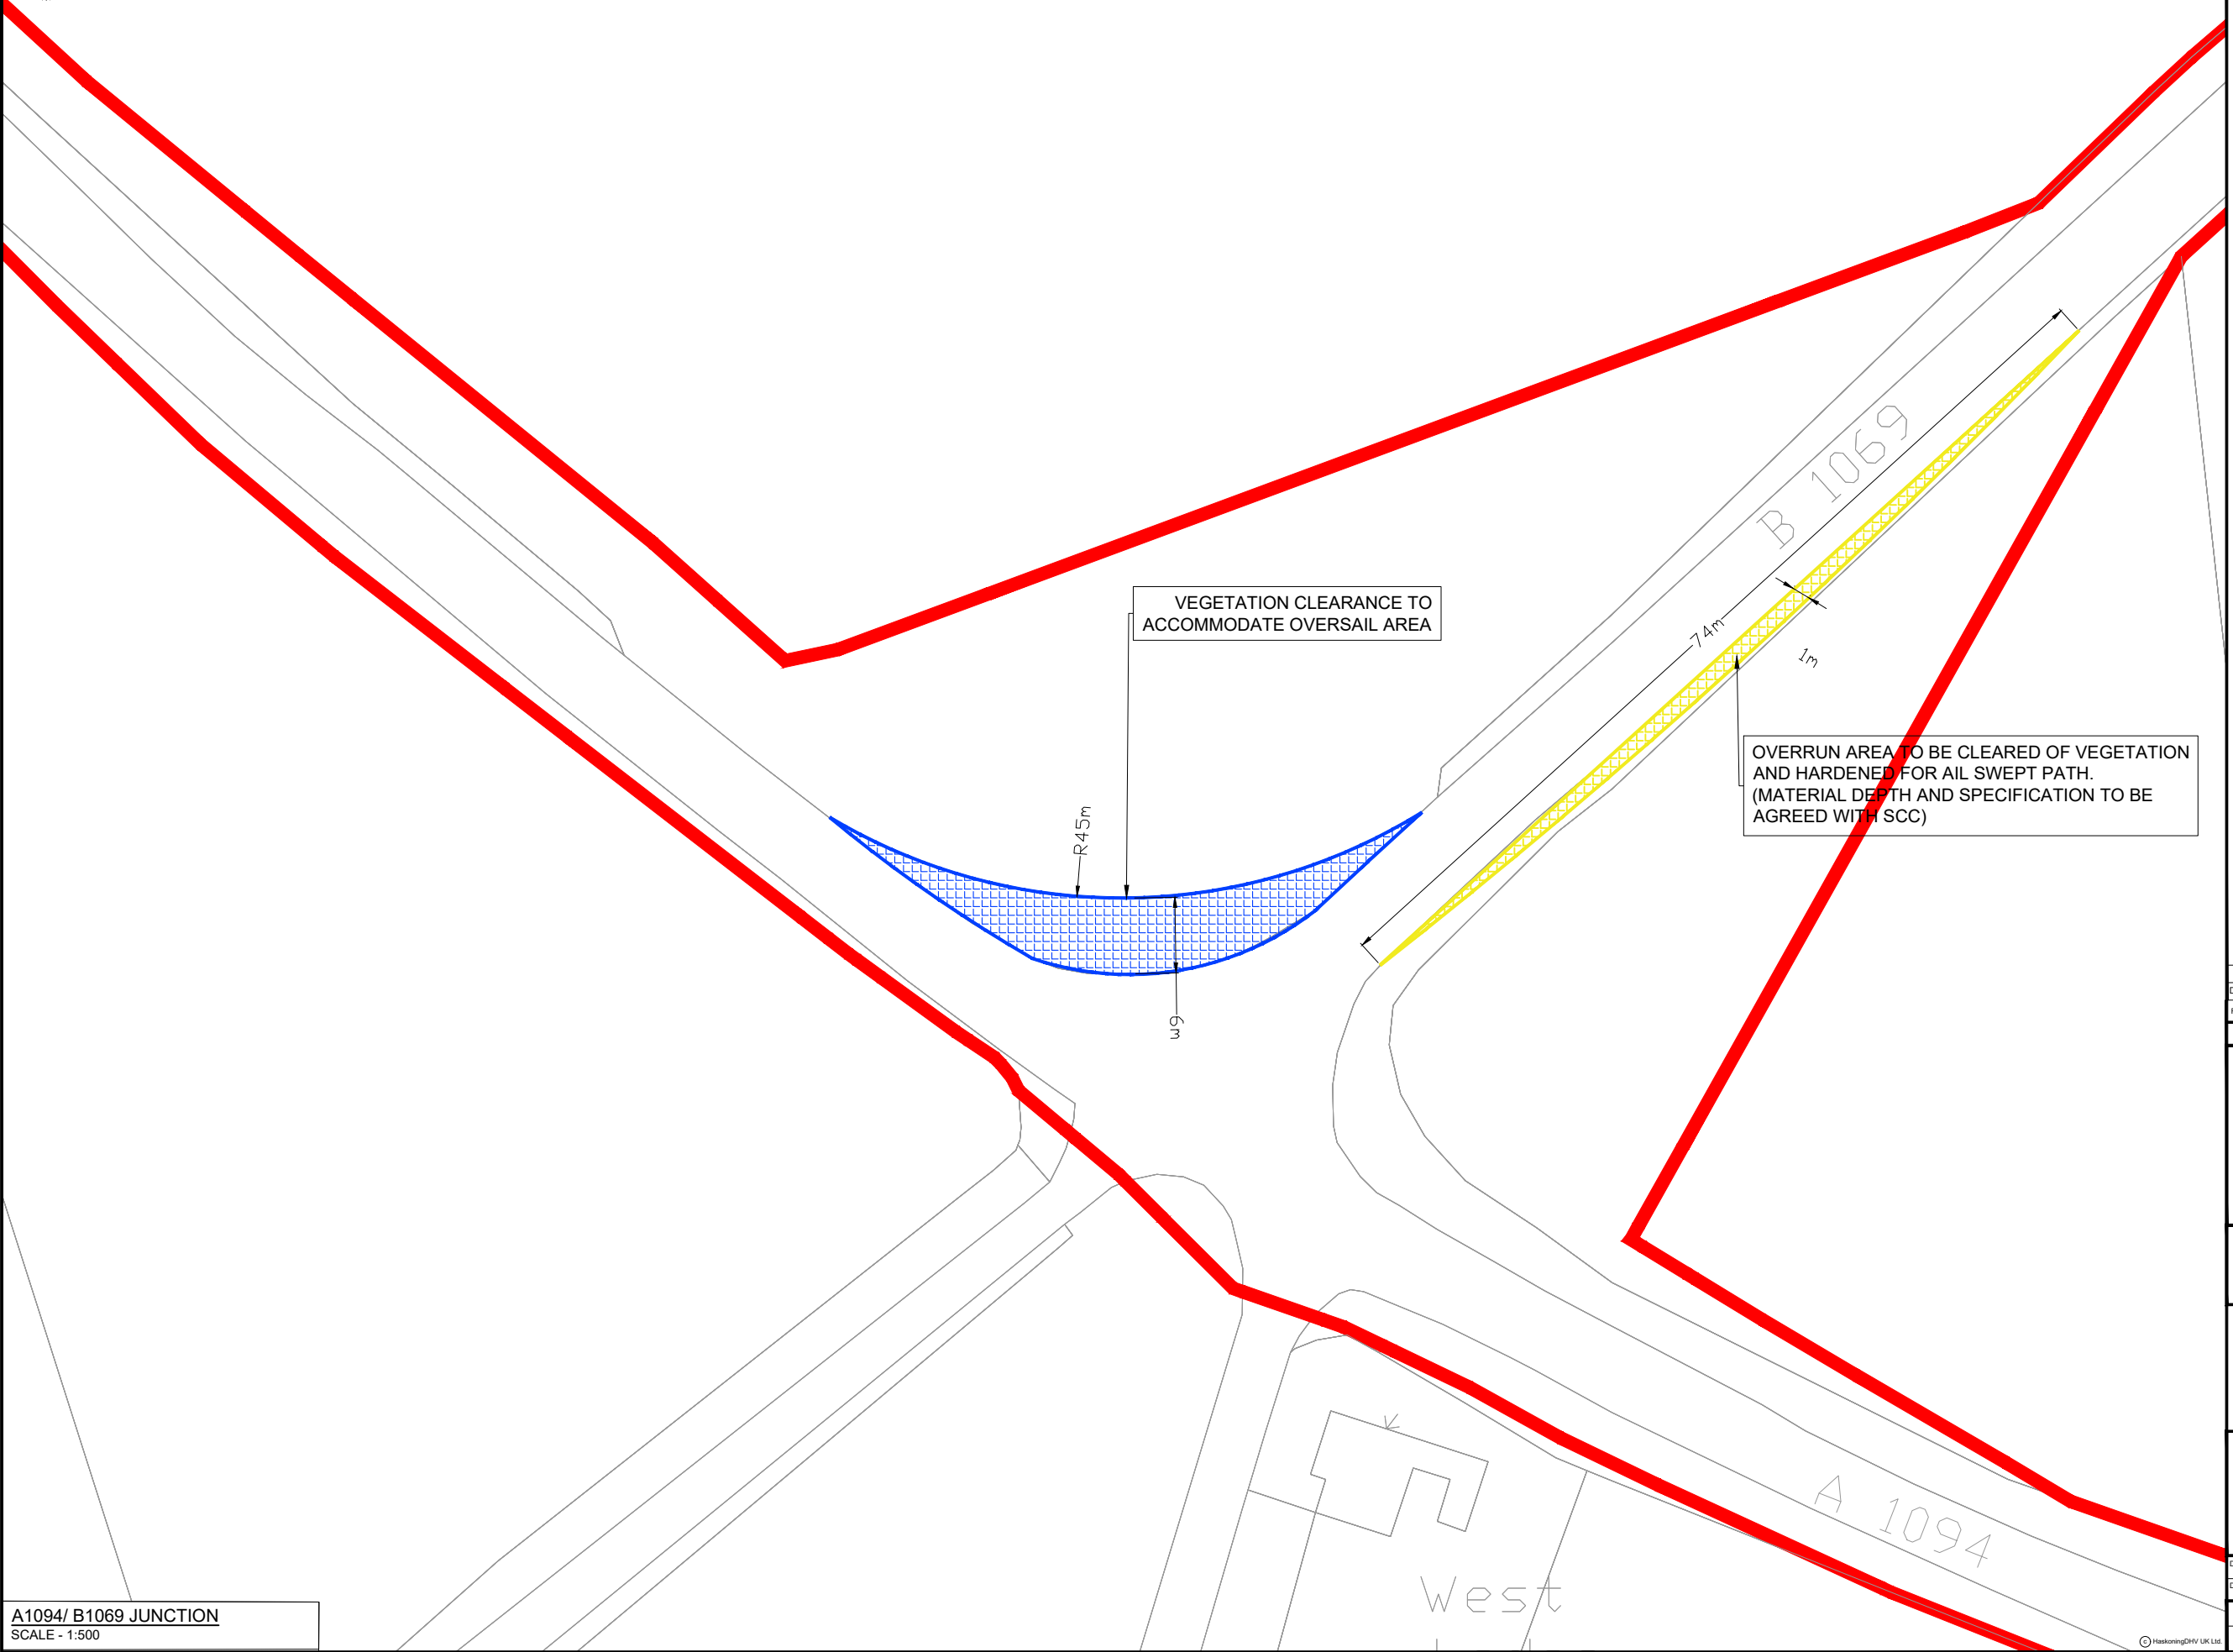 B 1069
VEGETATION CLEARANCE TO
ACCOMMODATE OVERSAIL AREA
74m
1m
OVERRUN AREA TO BE CLEARED OF VEGETATION
AND HARDENED FOR AIL SWEPT PATH.
(MATERIAL DEPTH AND SPECIFICATION TO BE
AGREED WITH SCC)
R45m
6m
A 1094
West
A1094/ B1069 JUNCTION
SCALE - 1:500
© HaskoningDHV UK Ltd.